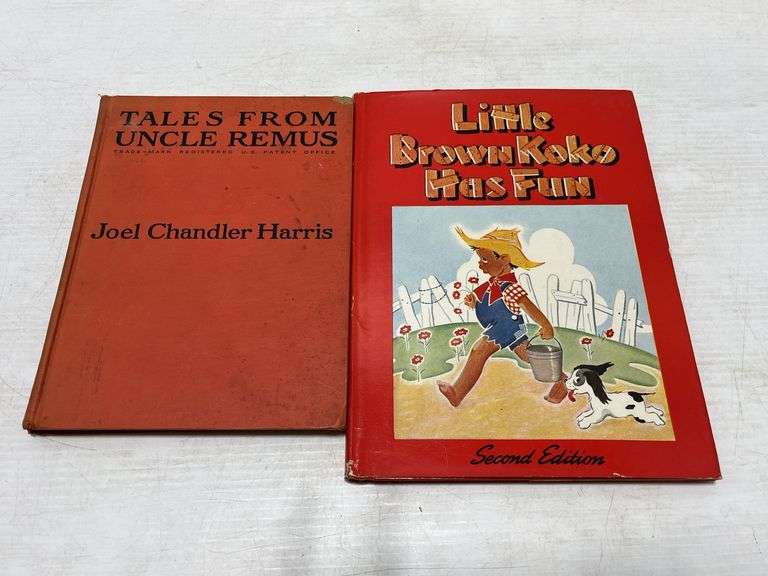 TALES FROM
UNCLE REMUS
TRADE-MARK REGISTERED U.S. PATENT OFFICE
Joel Chandler Harris
Little
Brown Koko
Has Fun
Second Edition